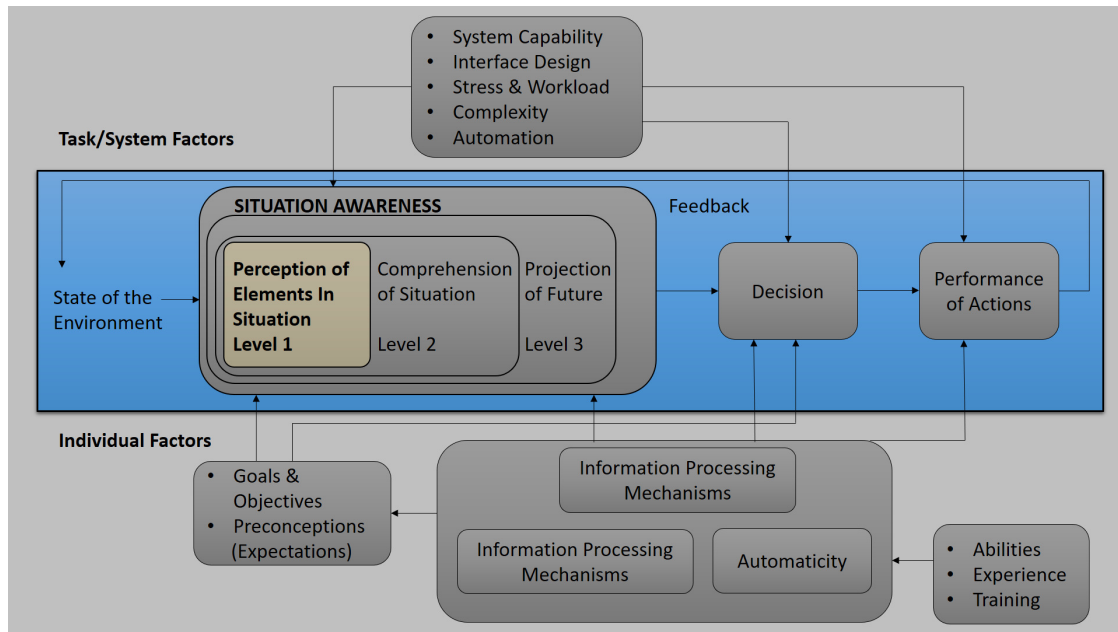 • System Capability
• Interface Design
• Stress & Workload
• Complexity
• Automation
Task/System Factors
SITUATION AWARENESS
Feedback
State of the
Environment
Perception of
Elements In
Situation
Level 1
Comprehension
of Situation
Level 2
Projection
of Future
Level 3
Decision
Performance
of Actions
Individual Factors
• Goals &
Objectives
• Preconceptions
(Expectations)
Information Processing
Mechanisms
Information Processing
Mechanisms
Automaticity
• Abilities
• Experience
• Training